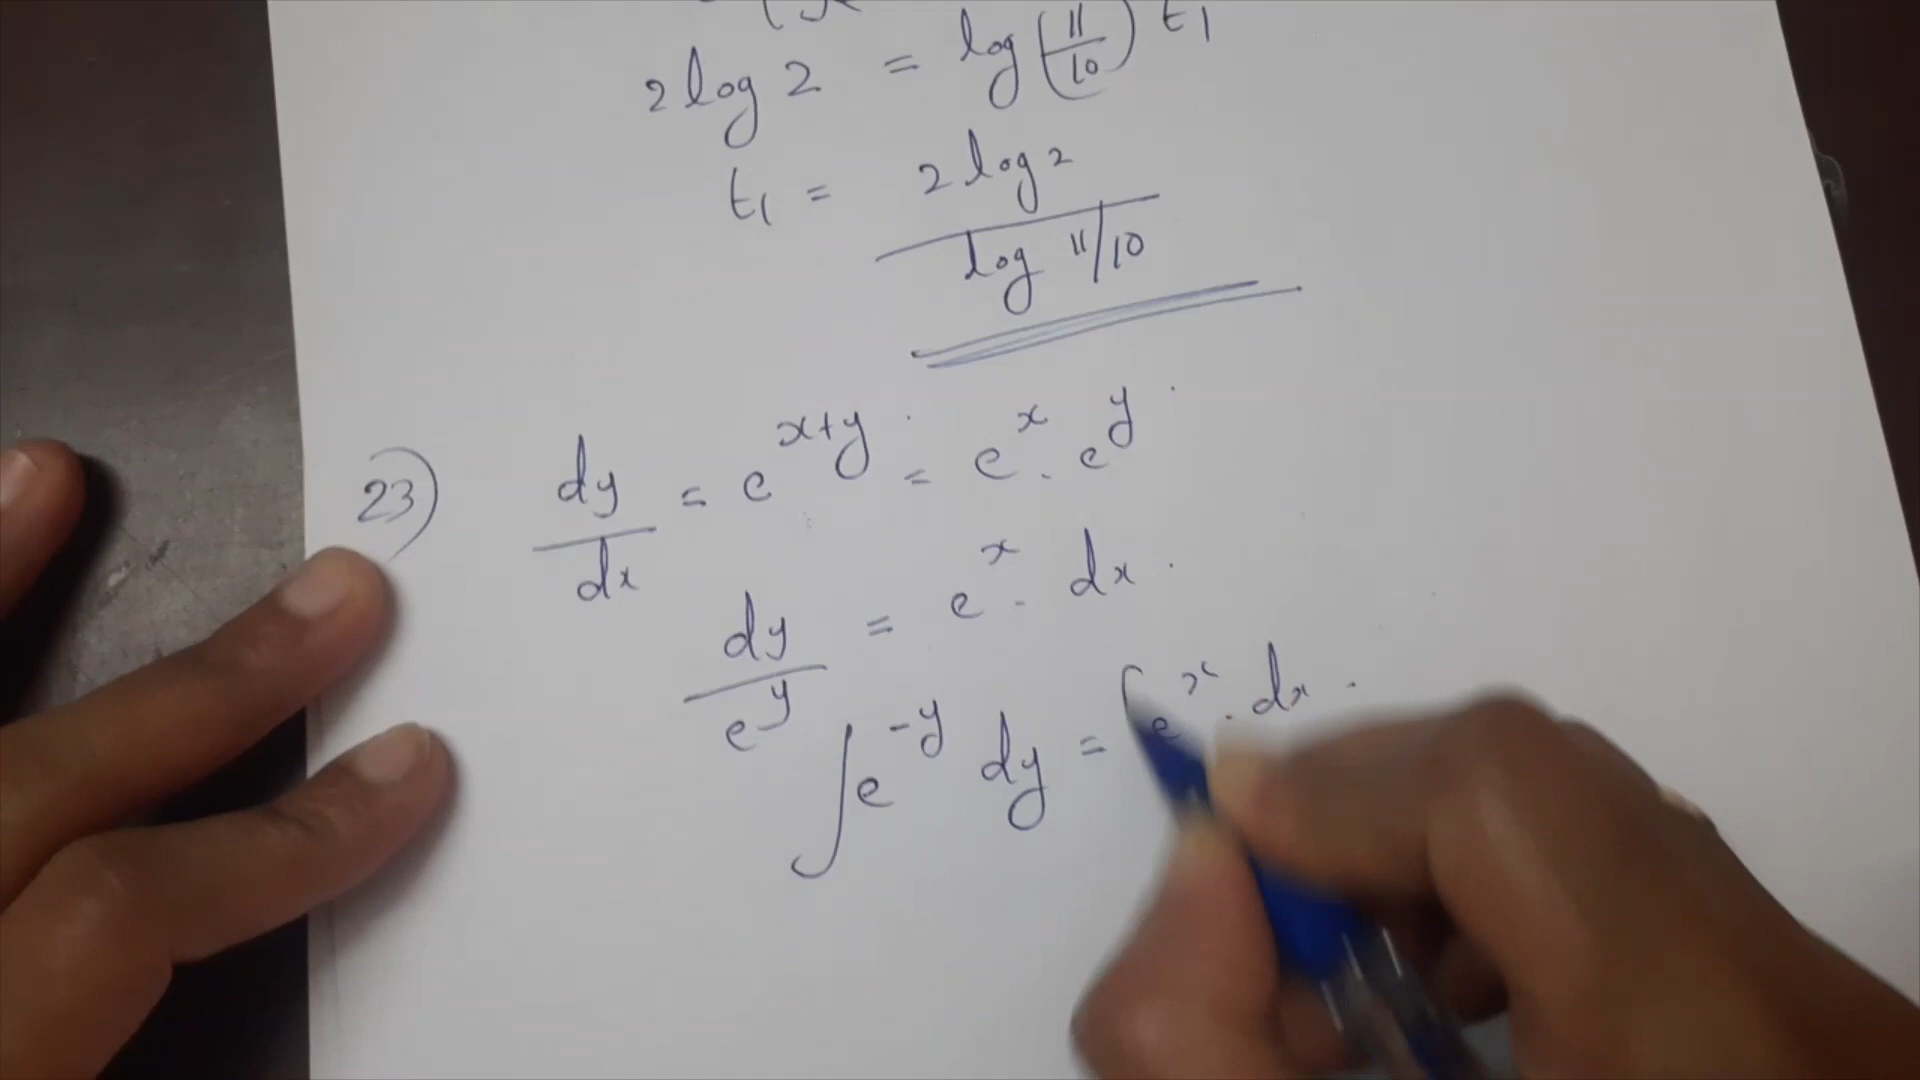 2 log 2 = log (11/10) t1
t1 = 2 log 2 / log 11/10
23) dy/dx = e^(x+y) = e^x . e^y
dy/e^y = e^x . dx
∫e^-y dy = ∫e^x . dx